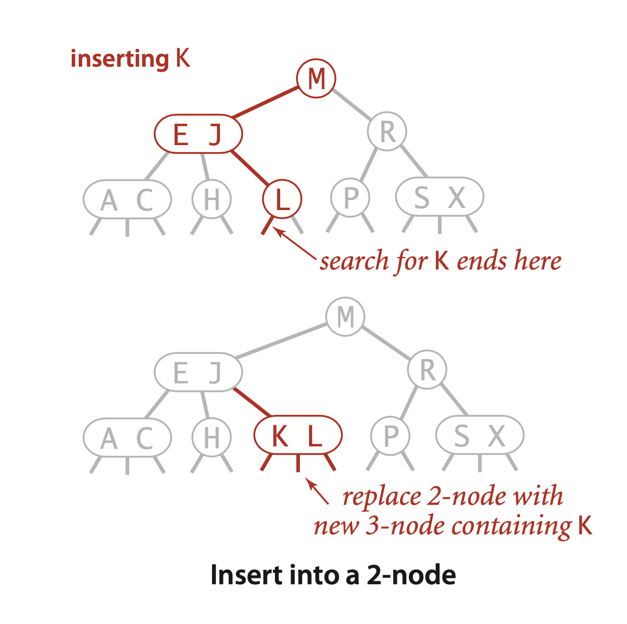 inserting K
M
E J R
A C H L P S X
search for K ends here
M
E J R
A C H K L P S X
replace 2-node with
new 3-node containing K
Insert into a 2-node